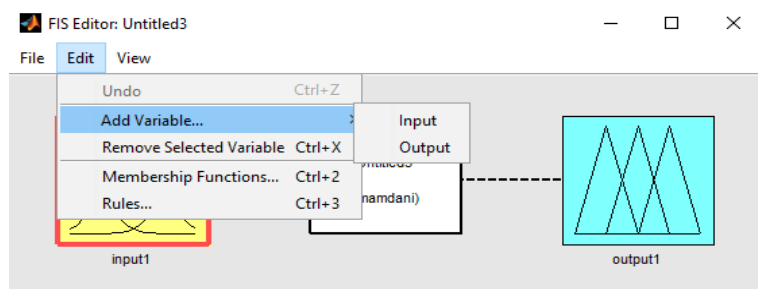 FIS Editor: Untitled3
File Edit View
Undo Ctrl+Z
Add Variable... >
Input
Output
Remove Selected Variable Ctrl+X
Membership Functions... Ctrl+2
Rules... Ctrl+3
input1
output1